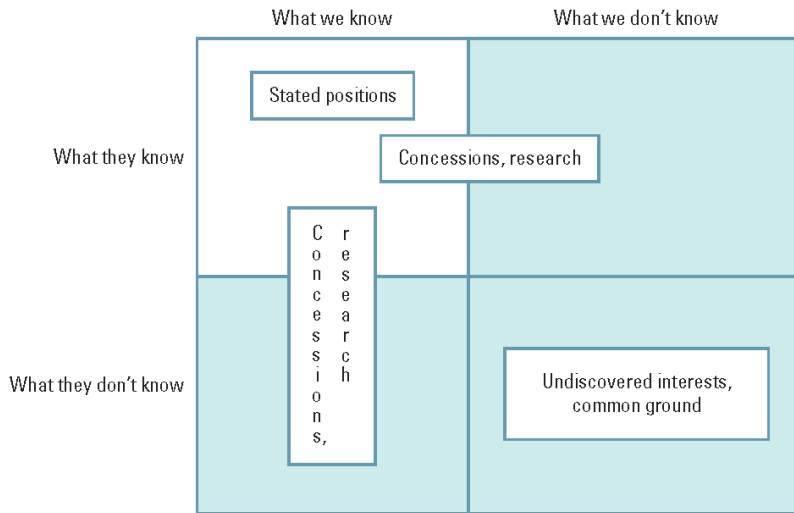 What we know
What we don't know
Stated positions
What they know
Concessions, research
Concessions,
research
What they don't know
Undiscovered interests,
common ground